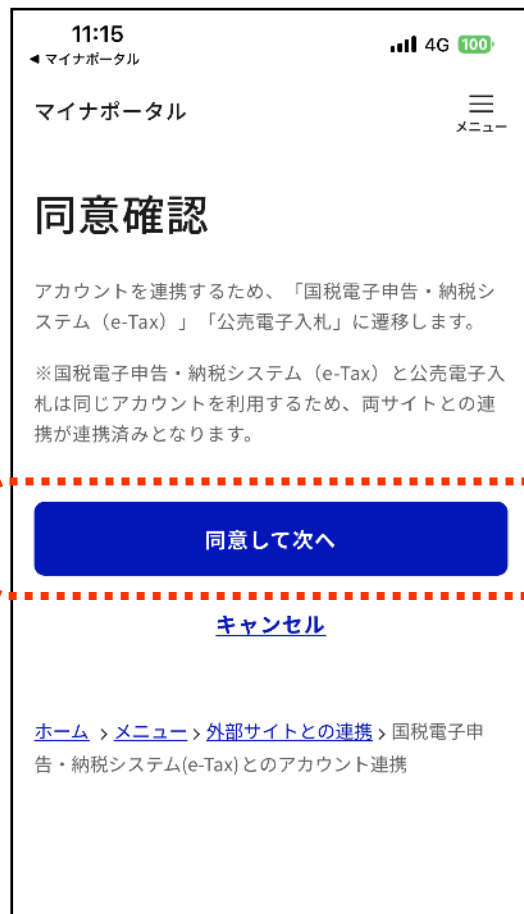 11:15
4G 100
◀ マイナポータル
マイナポータル
メニュー
同意確認
アカウントを連携するため、「国税電子申告・納税シ
ステム（e-Tax）」「公売電子入札」に遷移します。
※国税電子申告・納税システム（e-Tax）と公売電子入
札は同じアカウントを利用するため、両サイトとの連
携が連携済みとなります。
同意して次へ
キャンセル
ホーム > メニュー > 外部サイトとの連携 > 国税電子申
告・納税システム(e-Tax)とのアカウント連携